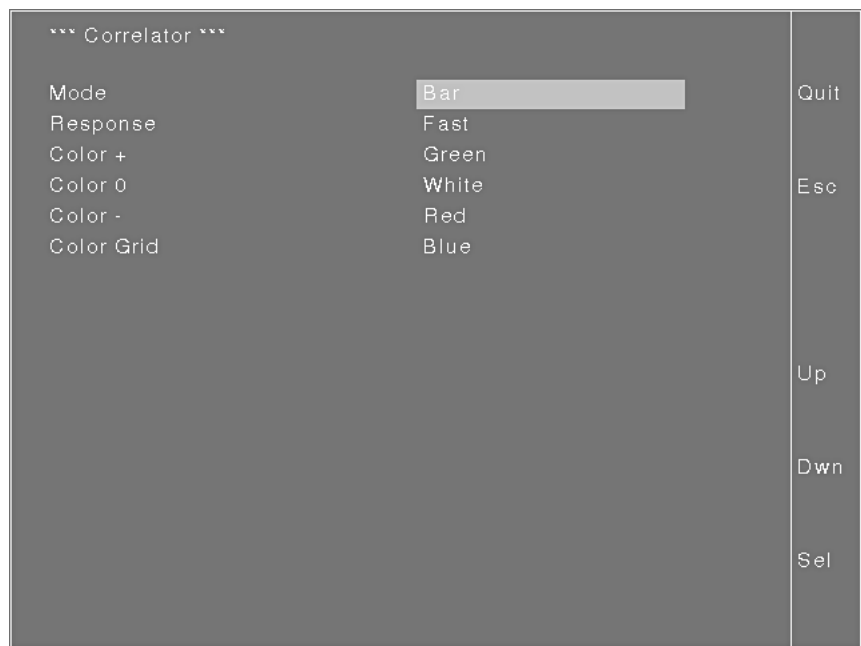 *** Correlator ***
Mode Bar Quit
Response Fast
Color + Green
Color 0 White Esc
Color - Red
Color Grid Blue
Up
Dwn
Sel